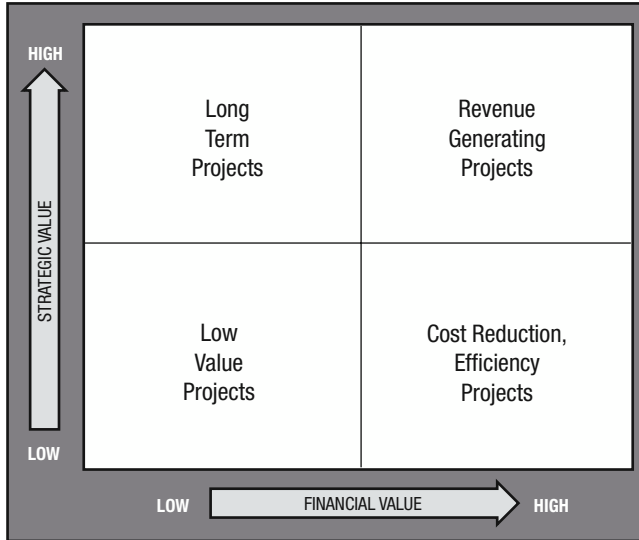 HIGH
Long
Term
Projects
Revenue
Generating
Projects
STRATEGIC VALUE
Low
Value
Projects
Cost Reduction,
Efficiency
Projects
LOW
LOW
FINANCIAL VALUE
HIGH